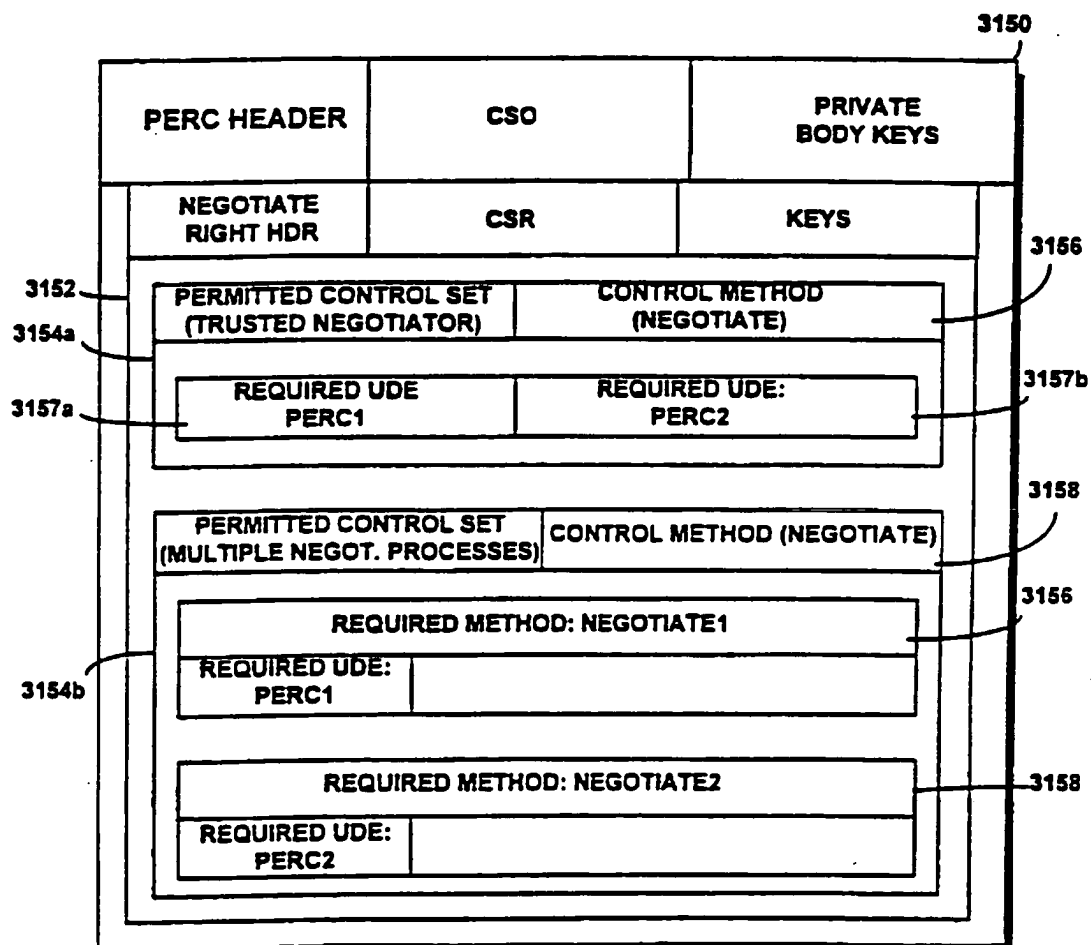 3150
PERC HEADER
CSO
PRIVATE
BODY KEYS
NEGOTIATE
RIGHT HDR
CSR
KEYS
3156
3152
PERMITTED CONTROL SET
(TRUSTED NEGOTIATOR)
CONTROL METHOD
(NEGOTIATE)
3154a
3157a
REQUIRED UDE
PERC1
REQUIRED UDE:
PERC2
3157b
3158
PERMITTED CONTROL SET
(MULTIPLE NEGOT. PROCESSES)
CONTROL METHOD (NEGOTIATE)
3156
REQUIRED METHOD: NEGOTIATE1
REQUIRED UDE:
PERC1
3154b
REQUIRED METHOD: NEGOTIATE2
3158
REQUIRED UDE:
PERC2